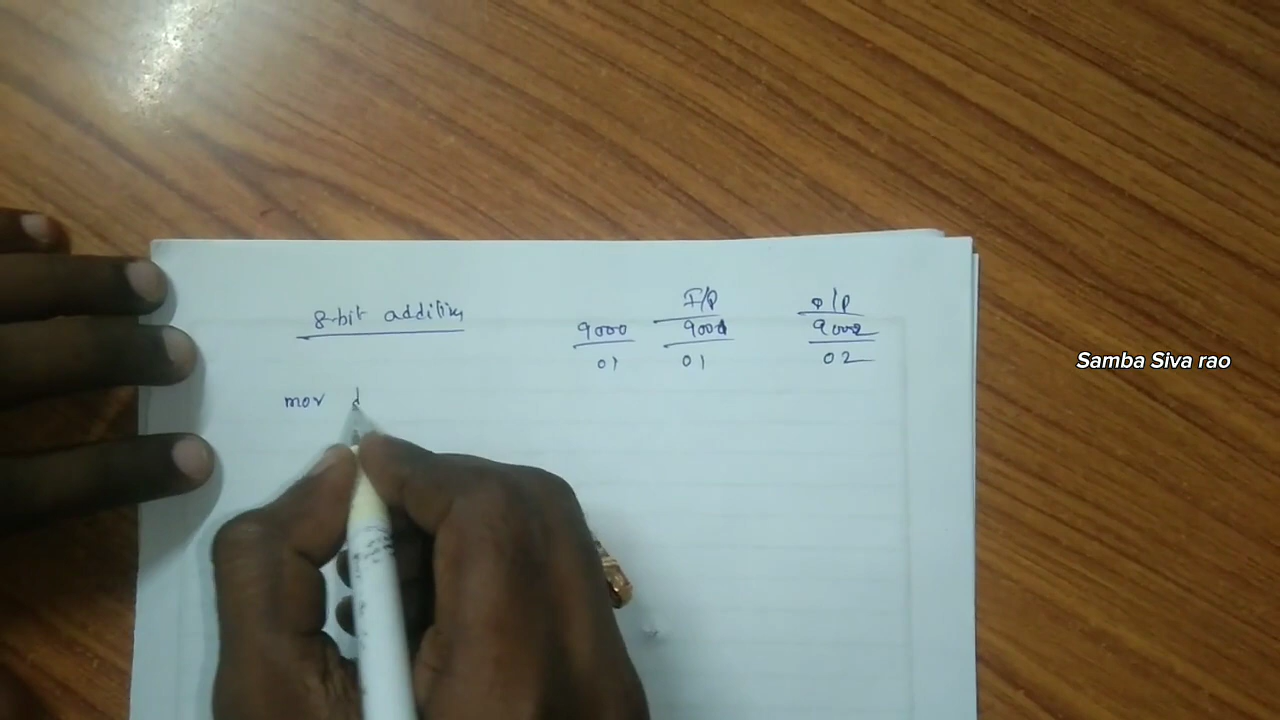 8-bit addition
I/P
O/P
9000 9001 9002
01 01 02
mov d
Samba Siva rao